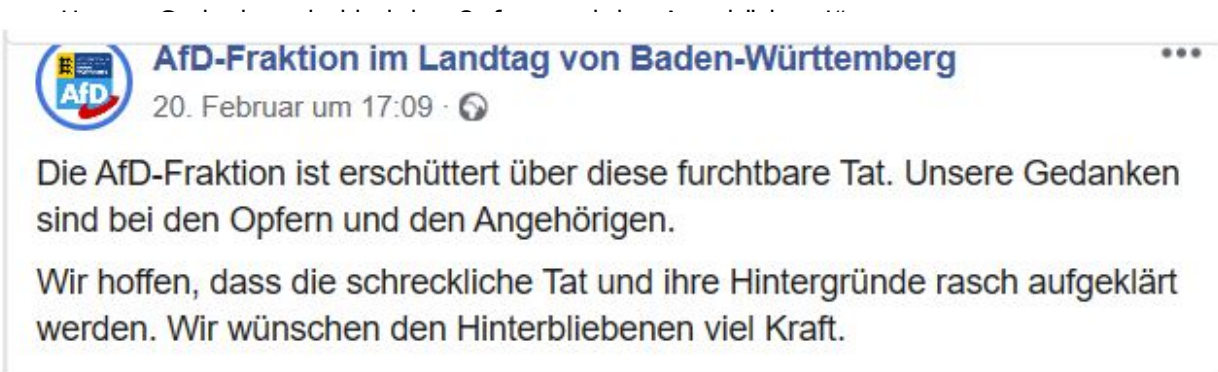 AfD-Fraktion im Landtag von Baden-Württemberg
AfD
20. Februar um 17:09 ·
Die AfD-Fraktion ist erschüttert über diese furchtbare Tat. Unsere Gedanken
sind bei den Opfern und den Angehörigen.
Wir hoffen, dass die schreckliche Tat und ihre Hintergründe rasch aufgeklärt
werden. Wir wünschen den Hinterbliebenen viel Kraft.